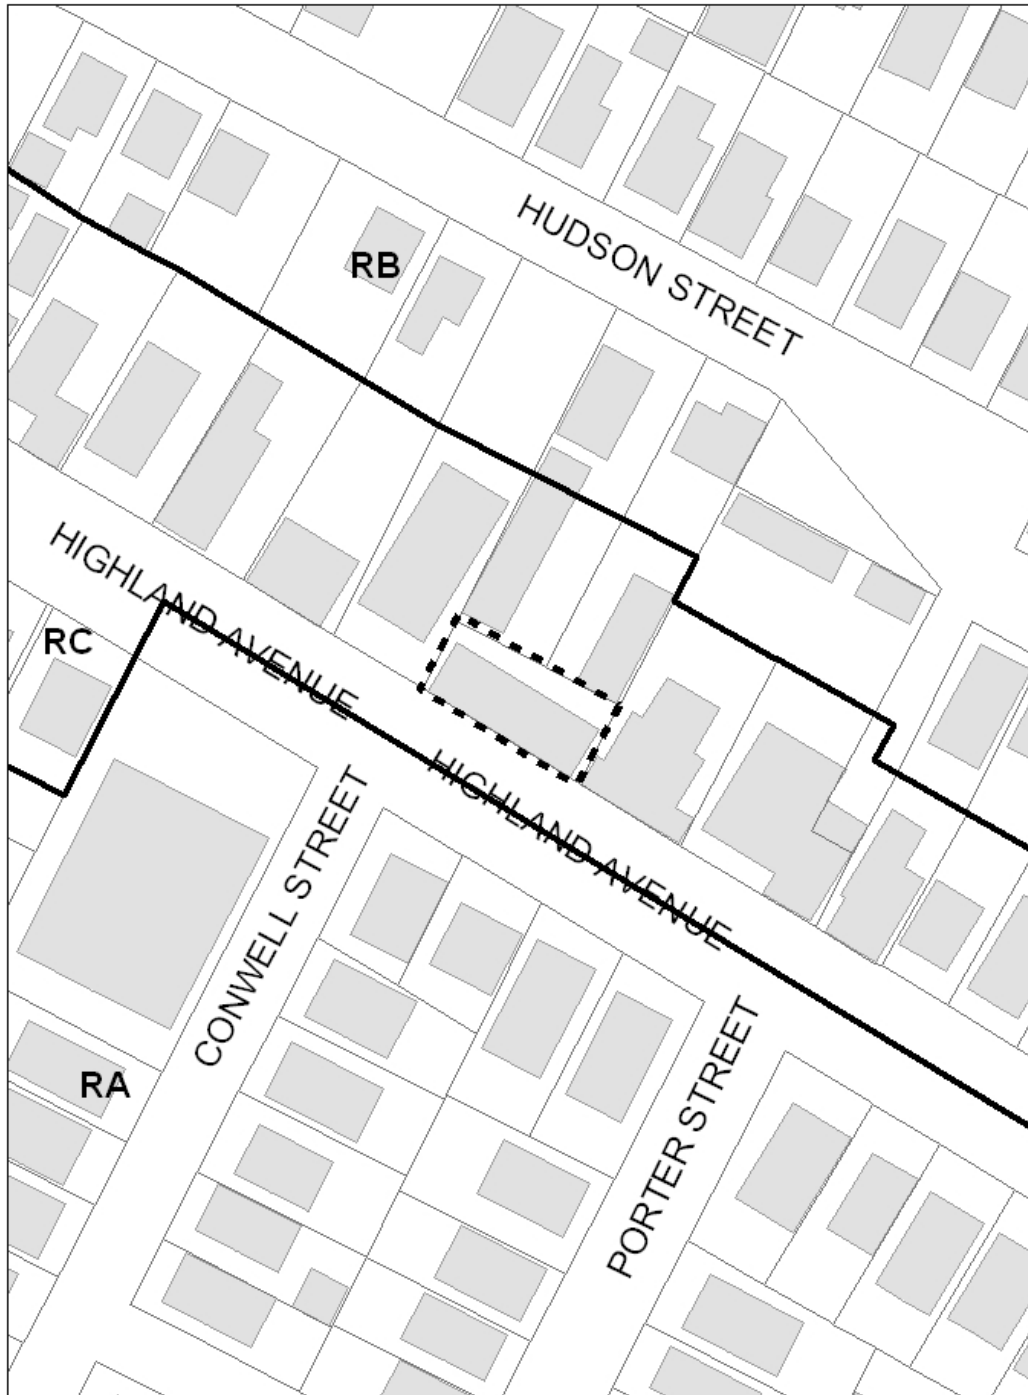 HUDSON STREET
RB
HIGHLAND AVENUE
RC
HIGHLAND AVENUE
CONWELL STREET
RA
PORTER STREET